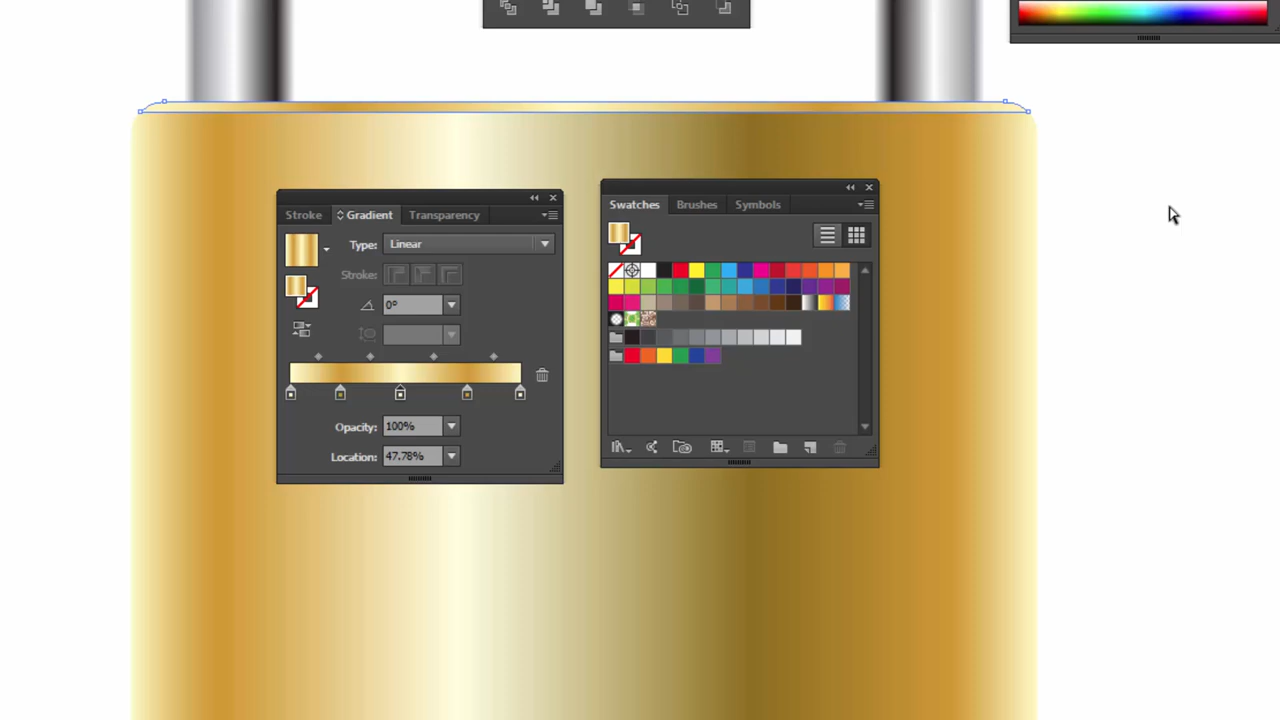 Stroke Gradient Transparency
Type: Linear
Stroke:
0°
Opacity: 100%
Location: 47.78%
Swatches Brushes Symbols